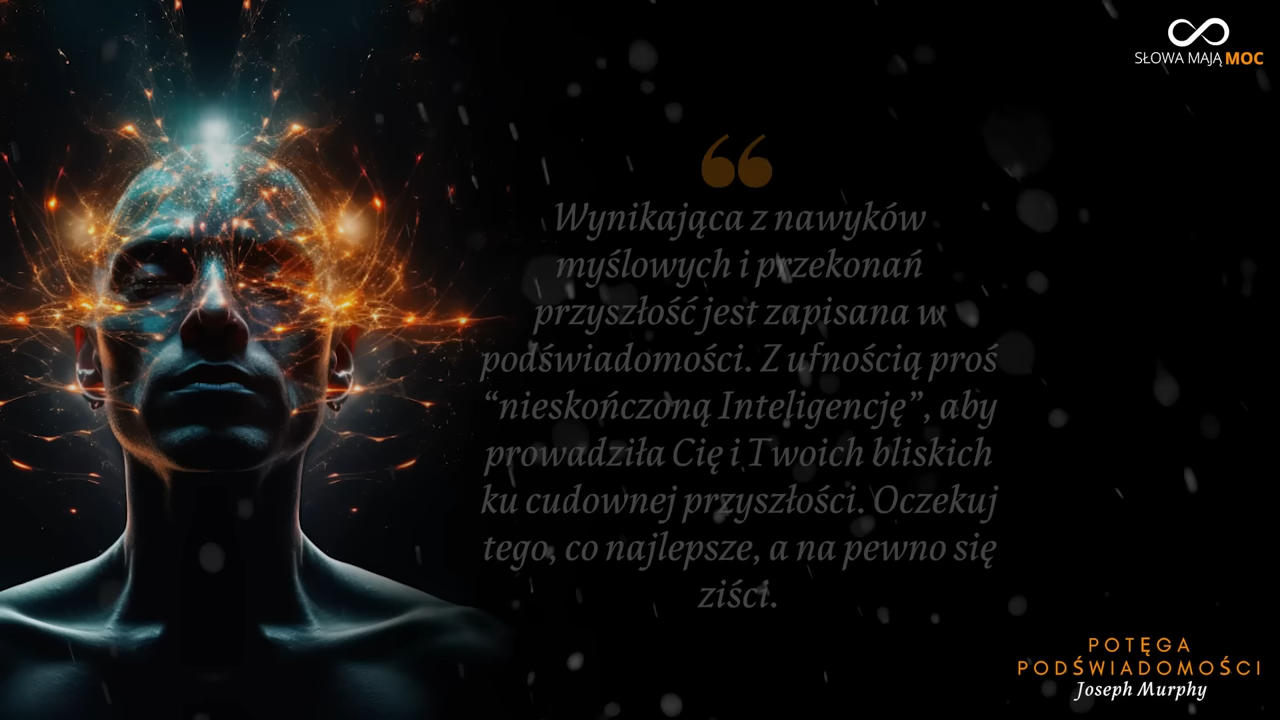 SŁOWA MAJĄ MOC
Wynikająca z nawyków
myślowych i przekonań
przyszłość jest zapisana w
podświadomości. Z ufnością proś
“nieskończoną Inteligencję”, aby
prowadziła Cię i Twoich bliskich
ku cudownej przyszłości. Oczekuj
tego, co najlepsze, a na pewno się
ziści.
POTĘGA
PODŚWIADOMOŚCI
Joseph Murphy